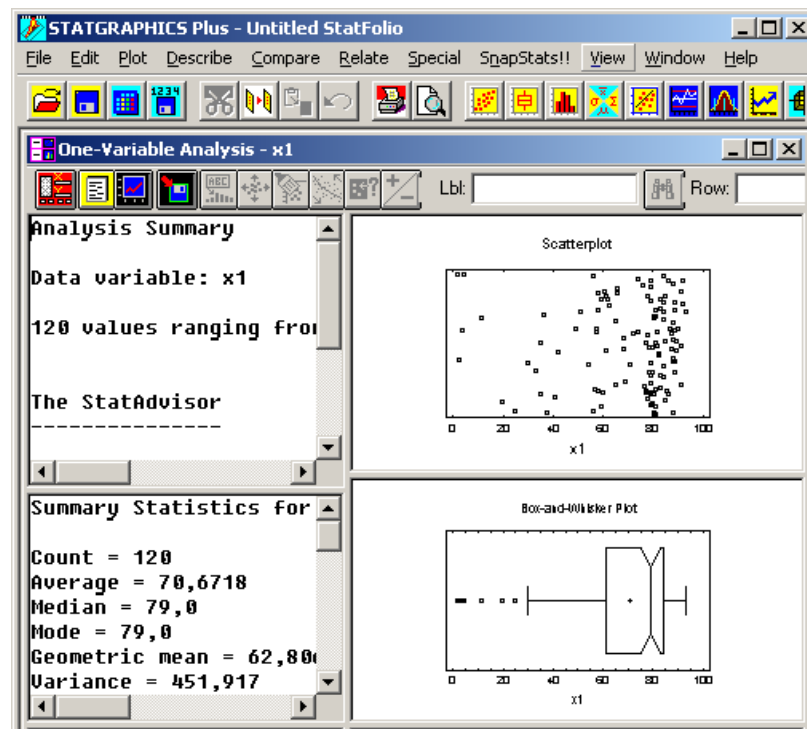 STATGRAPHICS Plus - Untitled StatFolio
File Edit Plot Describe Compare Relate Special SnapStats!! View Window Help
1234
One-Variable Analysis - x1
Lbl: Row:
Analysis Summary
Data variable: x1
120 values ranging from
The StatAdvisor
---------------
Scatterplot
0 20 40 60 80 100
x1
Summary Statistics for
Count = 120
Average = 70,6718
Median = 79,0
Mode = 79,0
Geometric mean = 62,80
Variance = 451,917
Box-and-Whisker Plot
0 20 40 60 80 100
x1